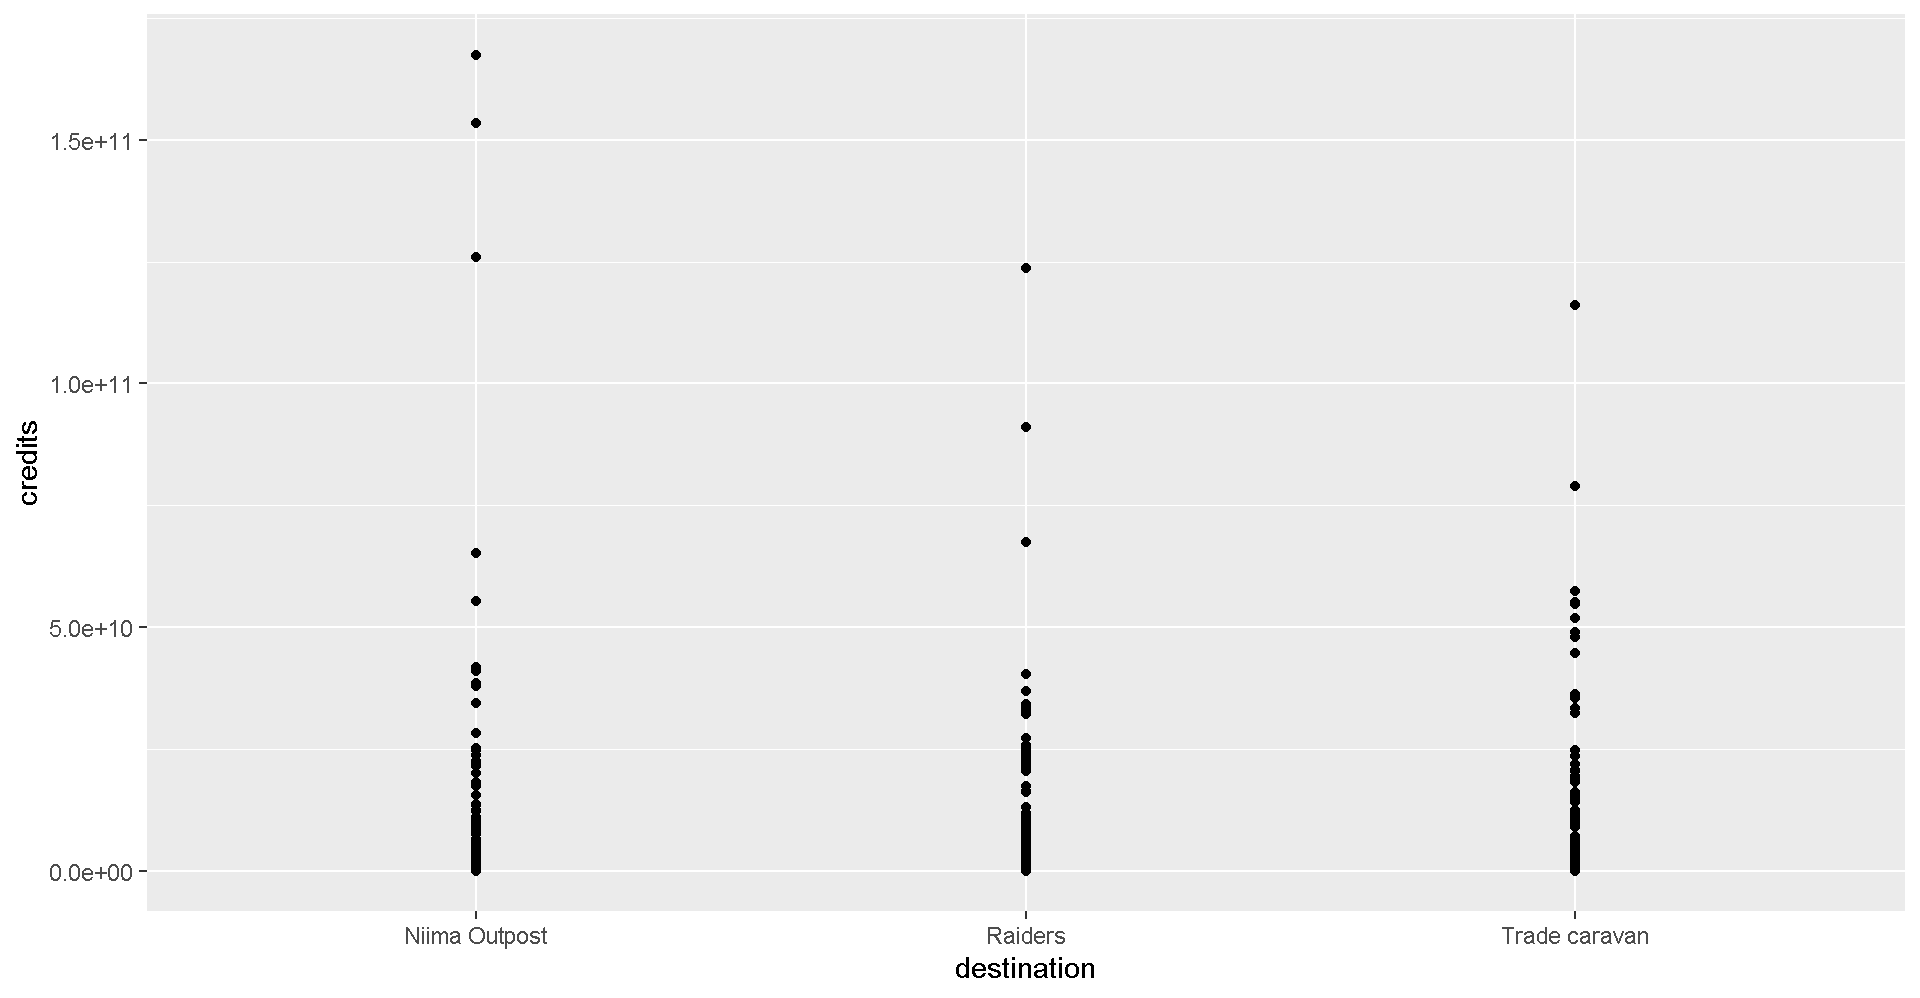 credits
1.5e+11
1.0e+11
5.0e+10
0.0e+00
Niima Outpost
Raiders
Trade caravan
destination